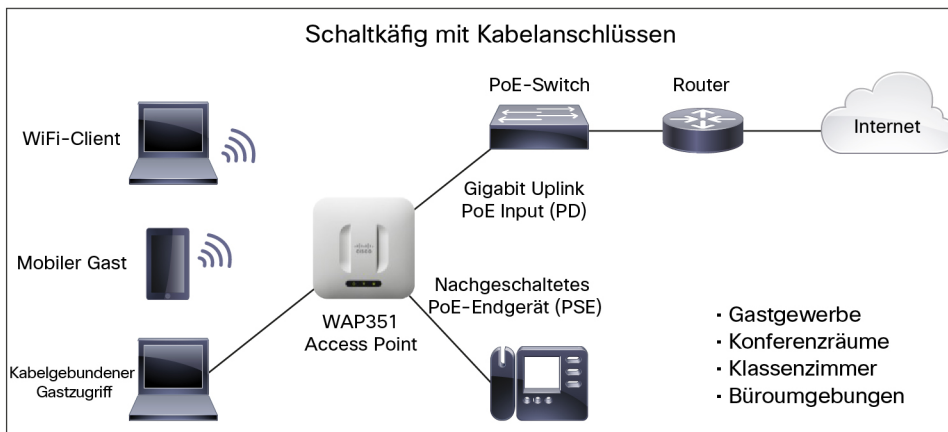 Schaltkäfig mit Kabelanschlüssen
PoE-Switch
Router
WiFi-Client
Internet
Gigabit Uplink
PoE Input (PD)
Mobiler Gast
cisco
Nachgeschaltetes
PoE-Endgerät (PSE)
WAP351
Access Point
Kabelgebundener
Gastzugriff
· Gastgewerbe
· Konferenzräume
· Klassenzimmer
· Büroumgebungen